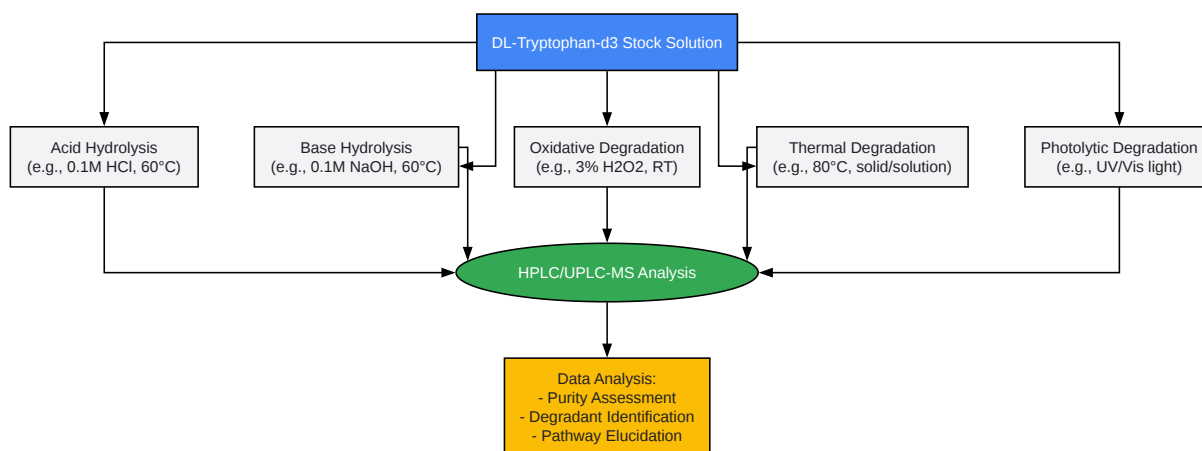 DL-Tryptophan-d3 Stock Solution
Acid Hydrolysis
(e.g., 0.1M HCl, 60°C)
Base Hydrolysis
(e.g., 0.1M NaOH, 60°C)
Oxidative Degradation
(e.g., 3% H2O2, RT)
Thermal Degradation
(e.g., 80°C, solid/solution)
Photolytic Degradation
(e.g., UV/Vis light)
HPLC/UPLC-MS Analysis
Data Analysis:
- Purity Assessment
- Degradant Identification
- Pathway Elucidation